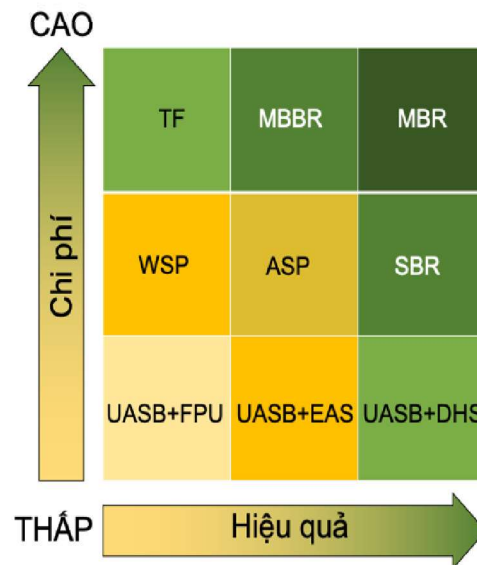 CAO
TF MBBR MBR
Chi phí
WSP ASP SBR
UASB+FPU UASB+EAS UASB+DHS
THẤP Hiệu quả